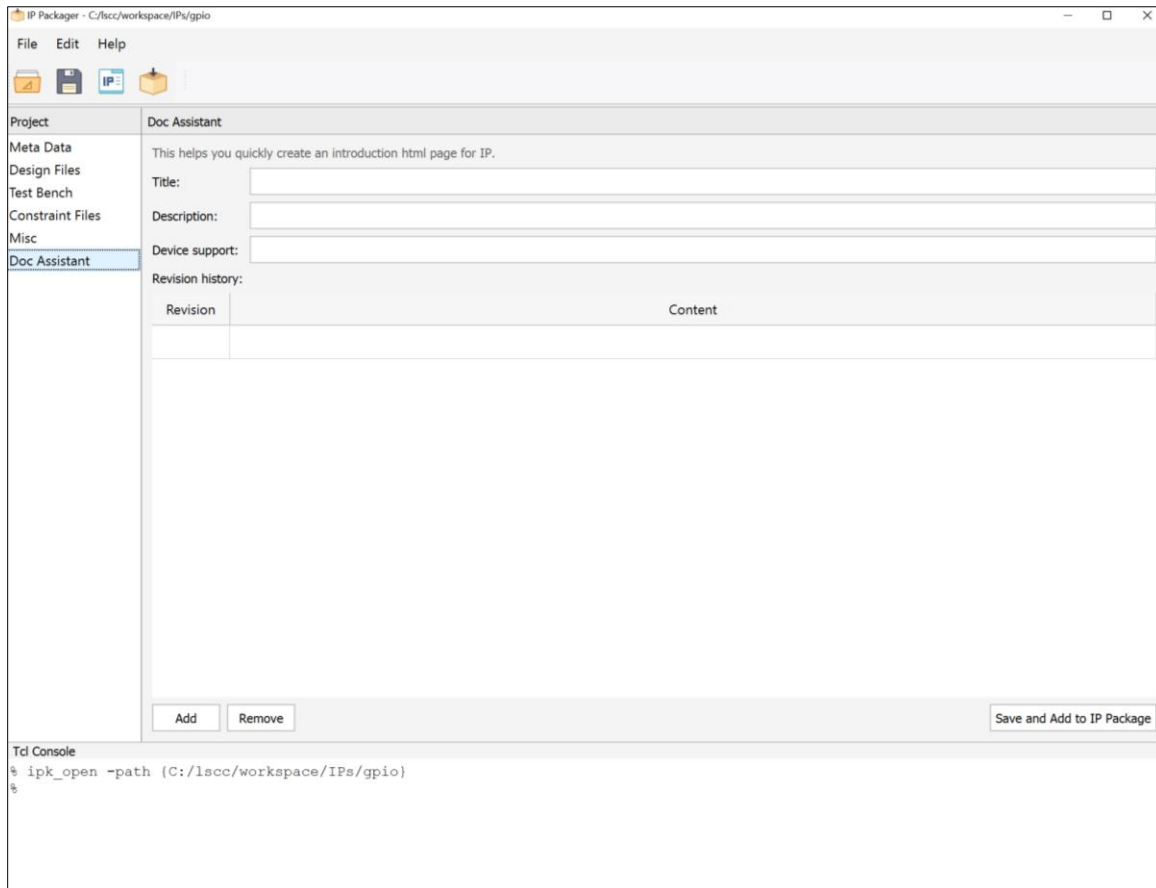 IP Packager - C:/lscc/workspace/IPs/gpio
File Edit Help
IP
Project
Meta Data
Design Files
Test Bench
Constraint Files
Misc
Doc Assistant
Doc Assistant
This helps you quickly create an introduction html page for IP.
Title:
Description:
Device support:
Revision history:
Revision Content
Add Remove Save and Add to IP Package
Tcl Console
% ipk_open -path {C:/lscc/workspace/IPs/gpio}
%